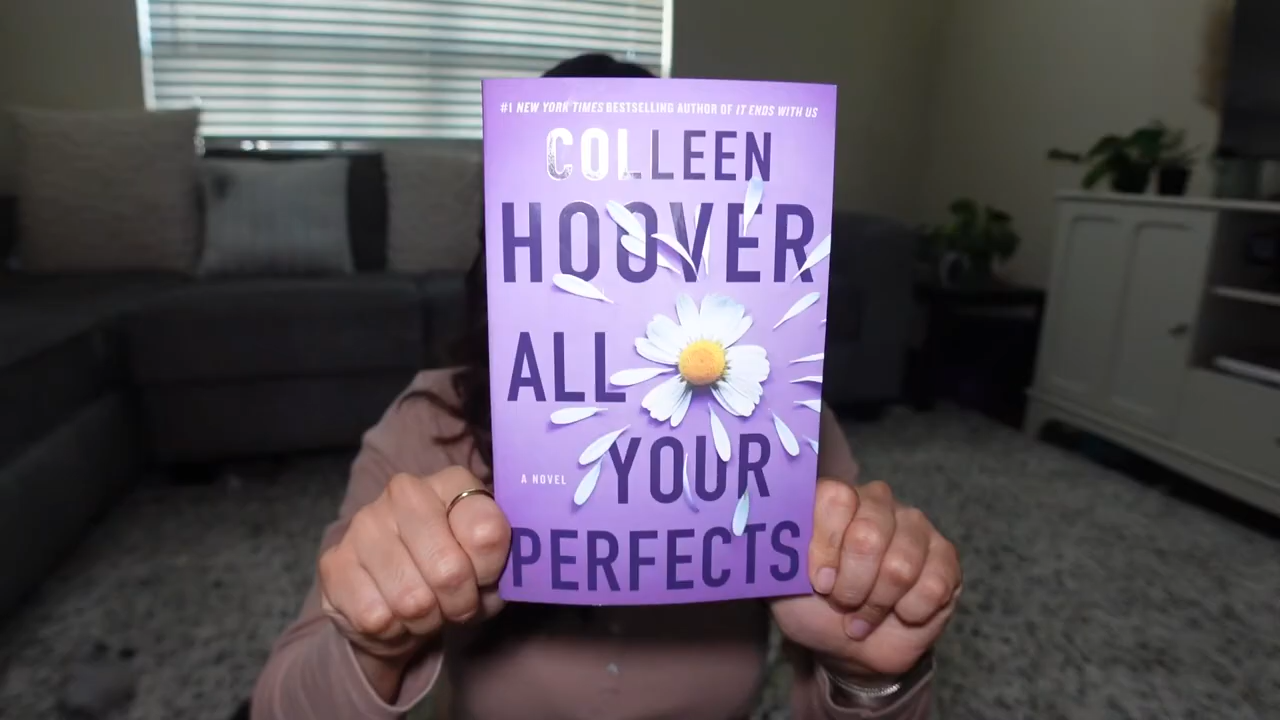 #1 NEW YORK TIMES BESTSELLING AUTHOR OF IT ENDS WITH US
COLLEEN
HOOVER
ALL
YOUR
A NOVEL
PERFECTS